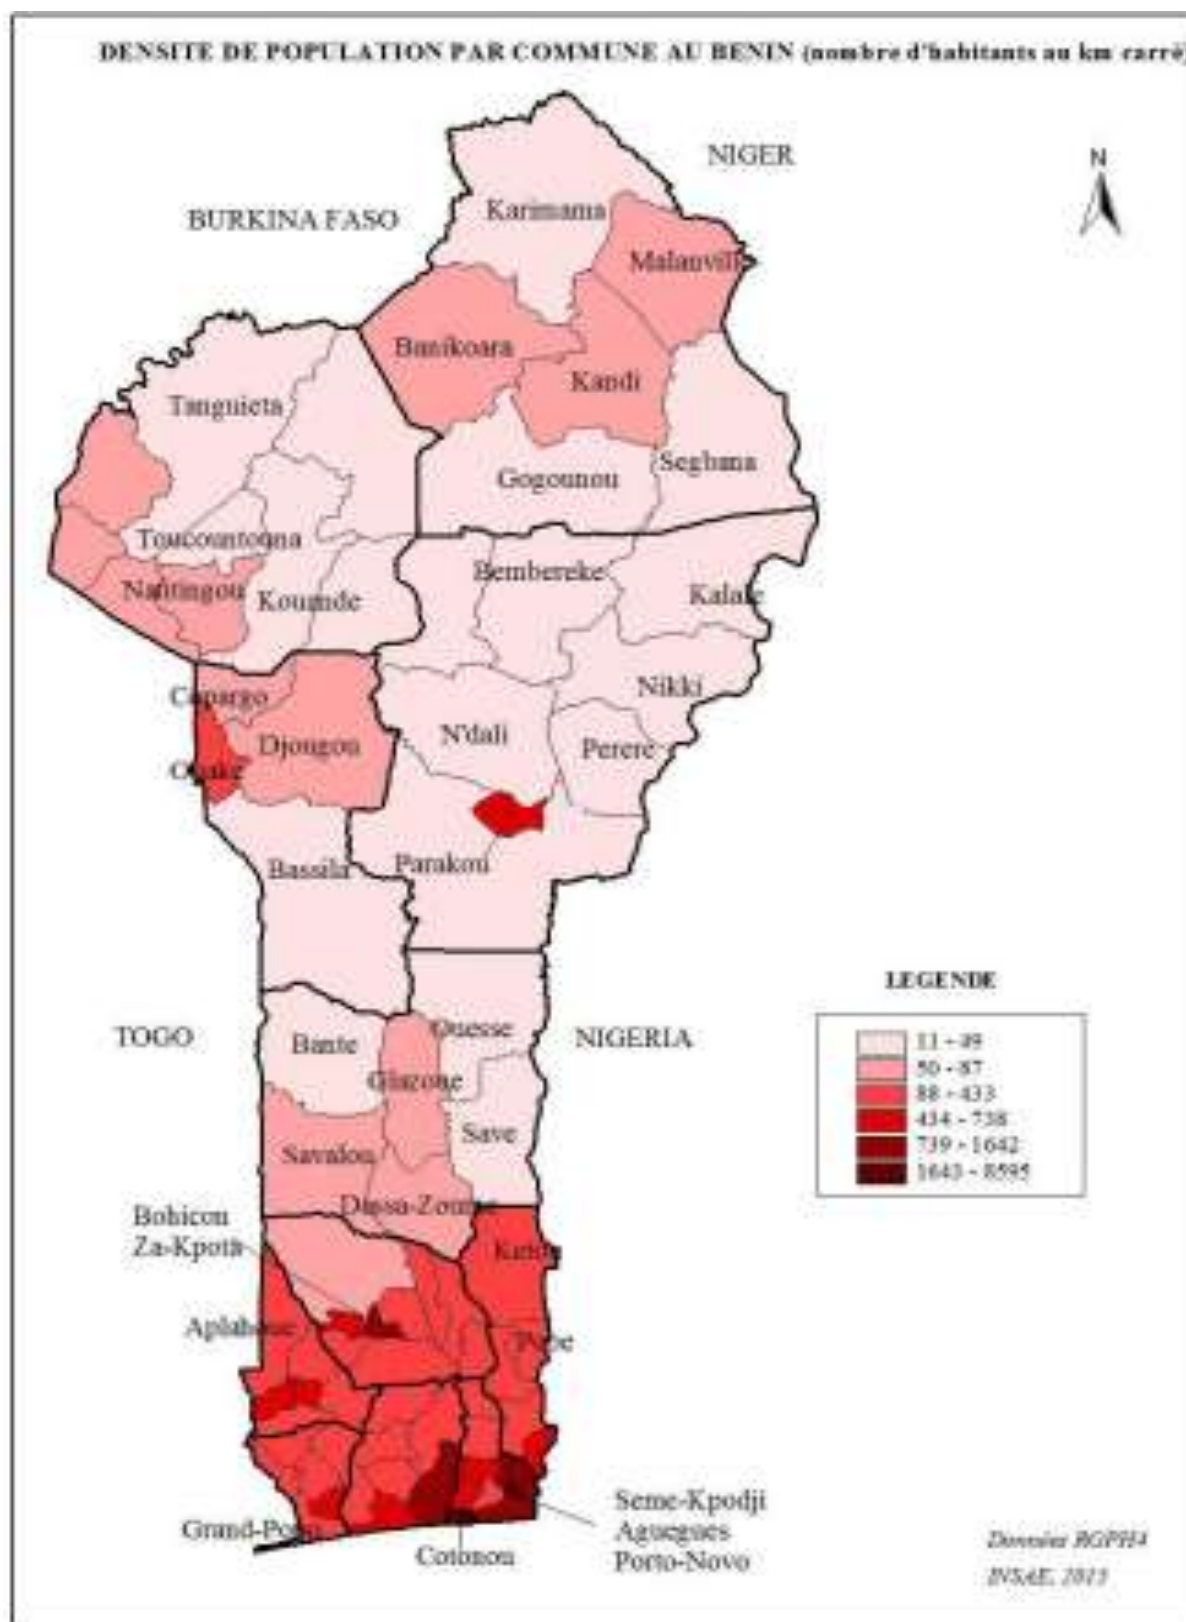 DENSITE DE POPULATION PAR COMMUNE AU BENIN (nombre d'habitants au km carré)
NIGER
N
Karimama
BURKINA FASO
Malanville
Banikoara
Kandi
Tanguieta
Segbana
Gogounou
Toucountouna
Bembereke
Natitingou
Kouande
Kalale
Nikki
Copargo
N'dali
Djougou
Perere
Ouake
Parakou
Bassila
LEGENDE
Ouesse
TOGO
NIGERIA
Bante
11 - 49
50 - 87
Glazoue
88 - 433
434 - 738
Save
739 - 1642
Savalou
1643 - 8595
Dassa-Zoume
Bohicon
Za-Kpota
Ketou
Aplahoue
Pobe
Seme-Kpodji
Grand-Popo
Aguegues
Cotonou
Porto-Novo
Données RGPH4
INSAE, 2013